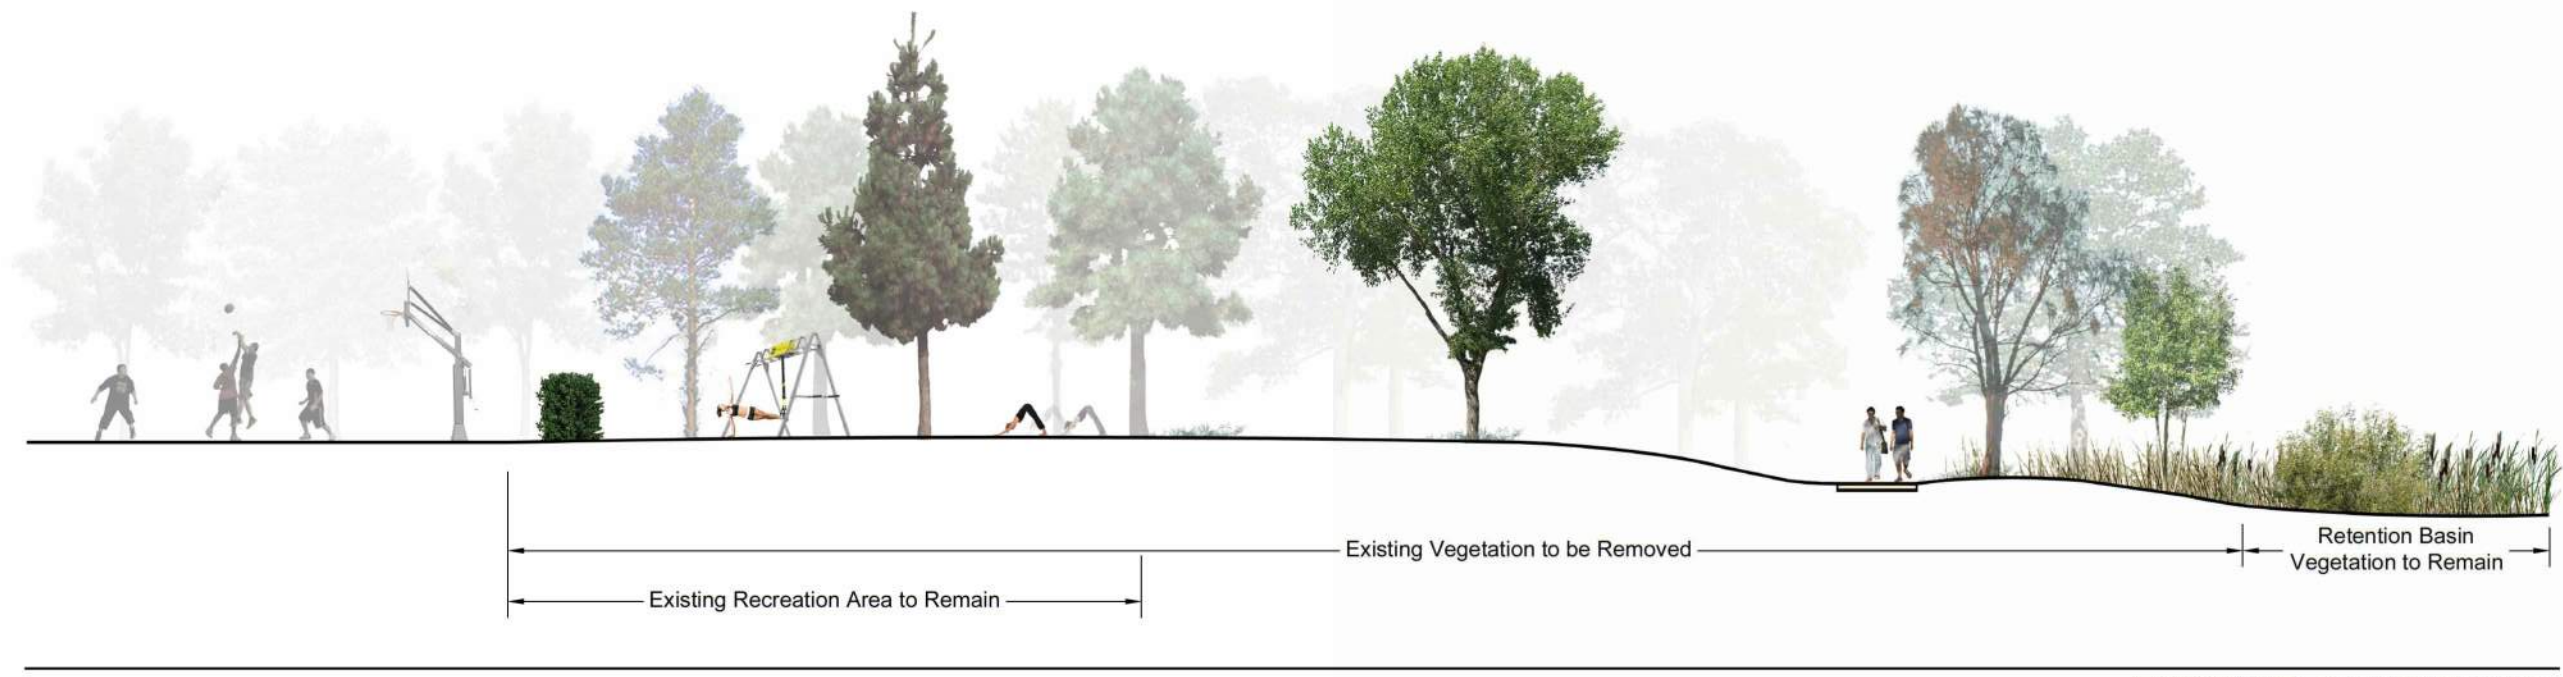 Existing Vegetation to be Removed
Retention Basin
Vegetation to Remain
Existing Recreation Area to Remain